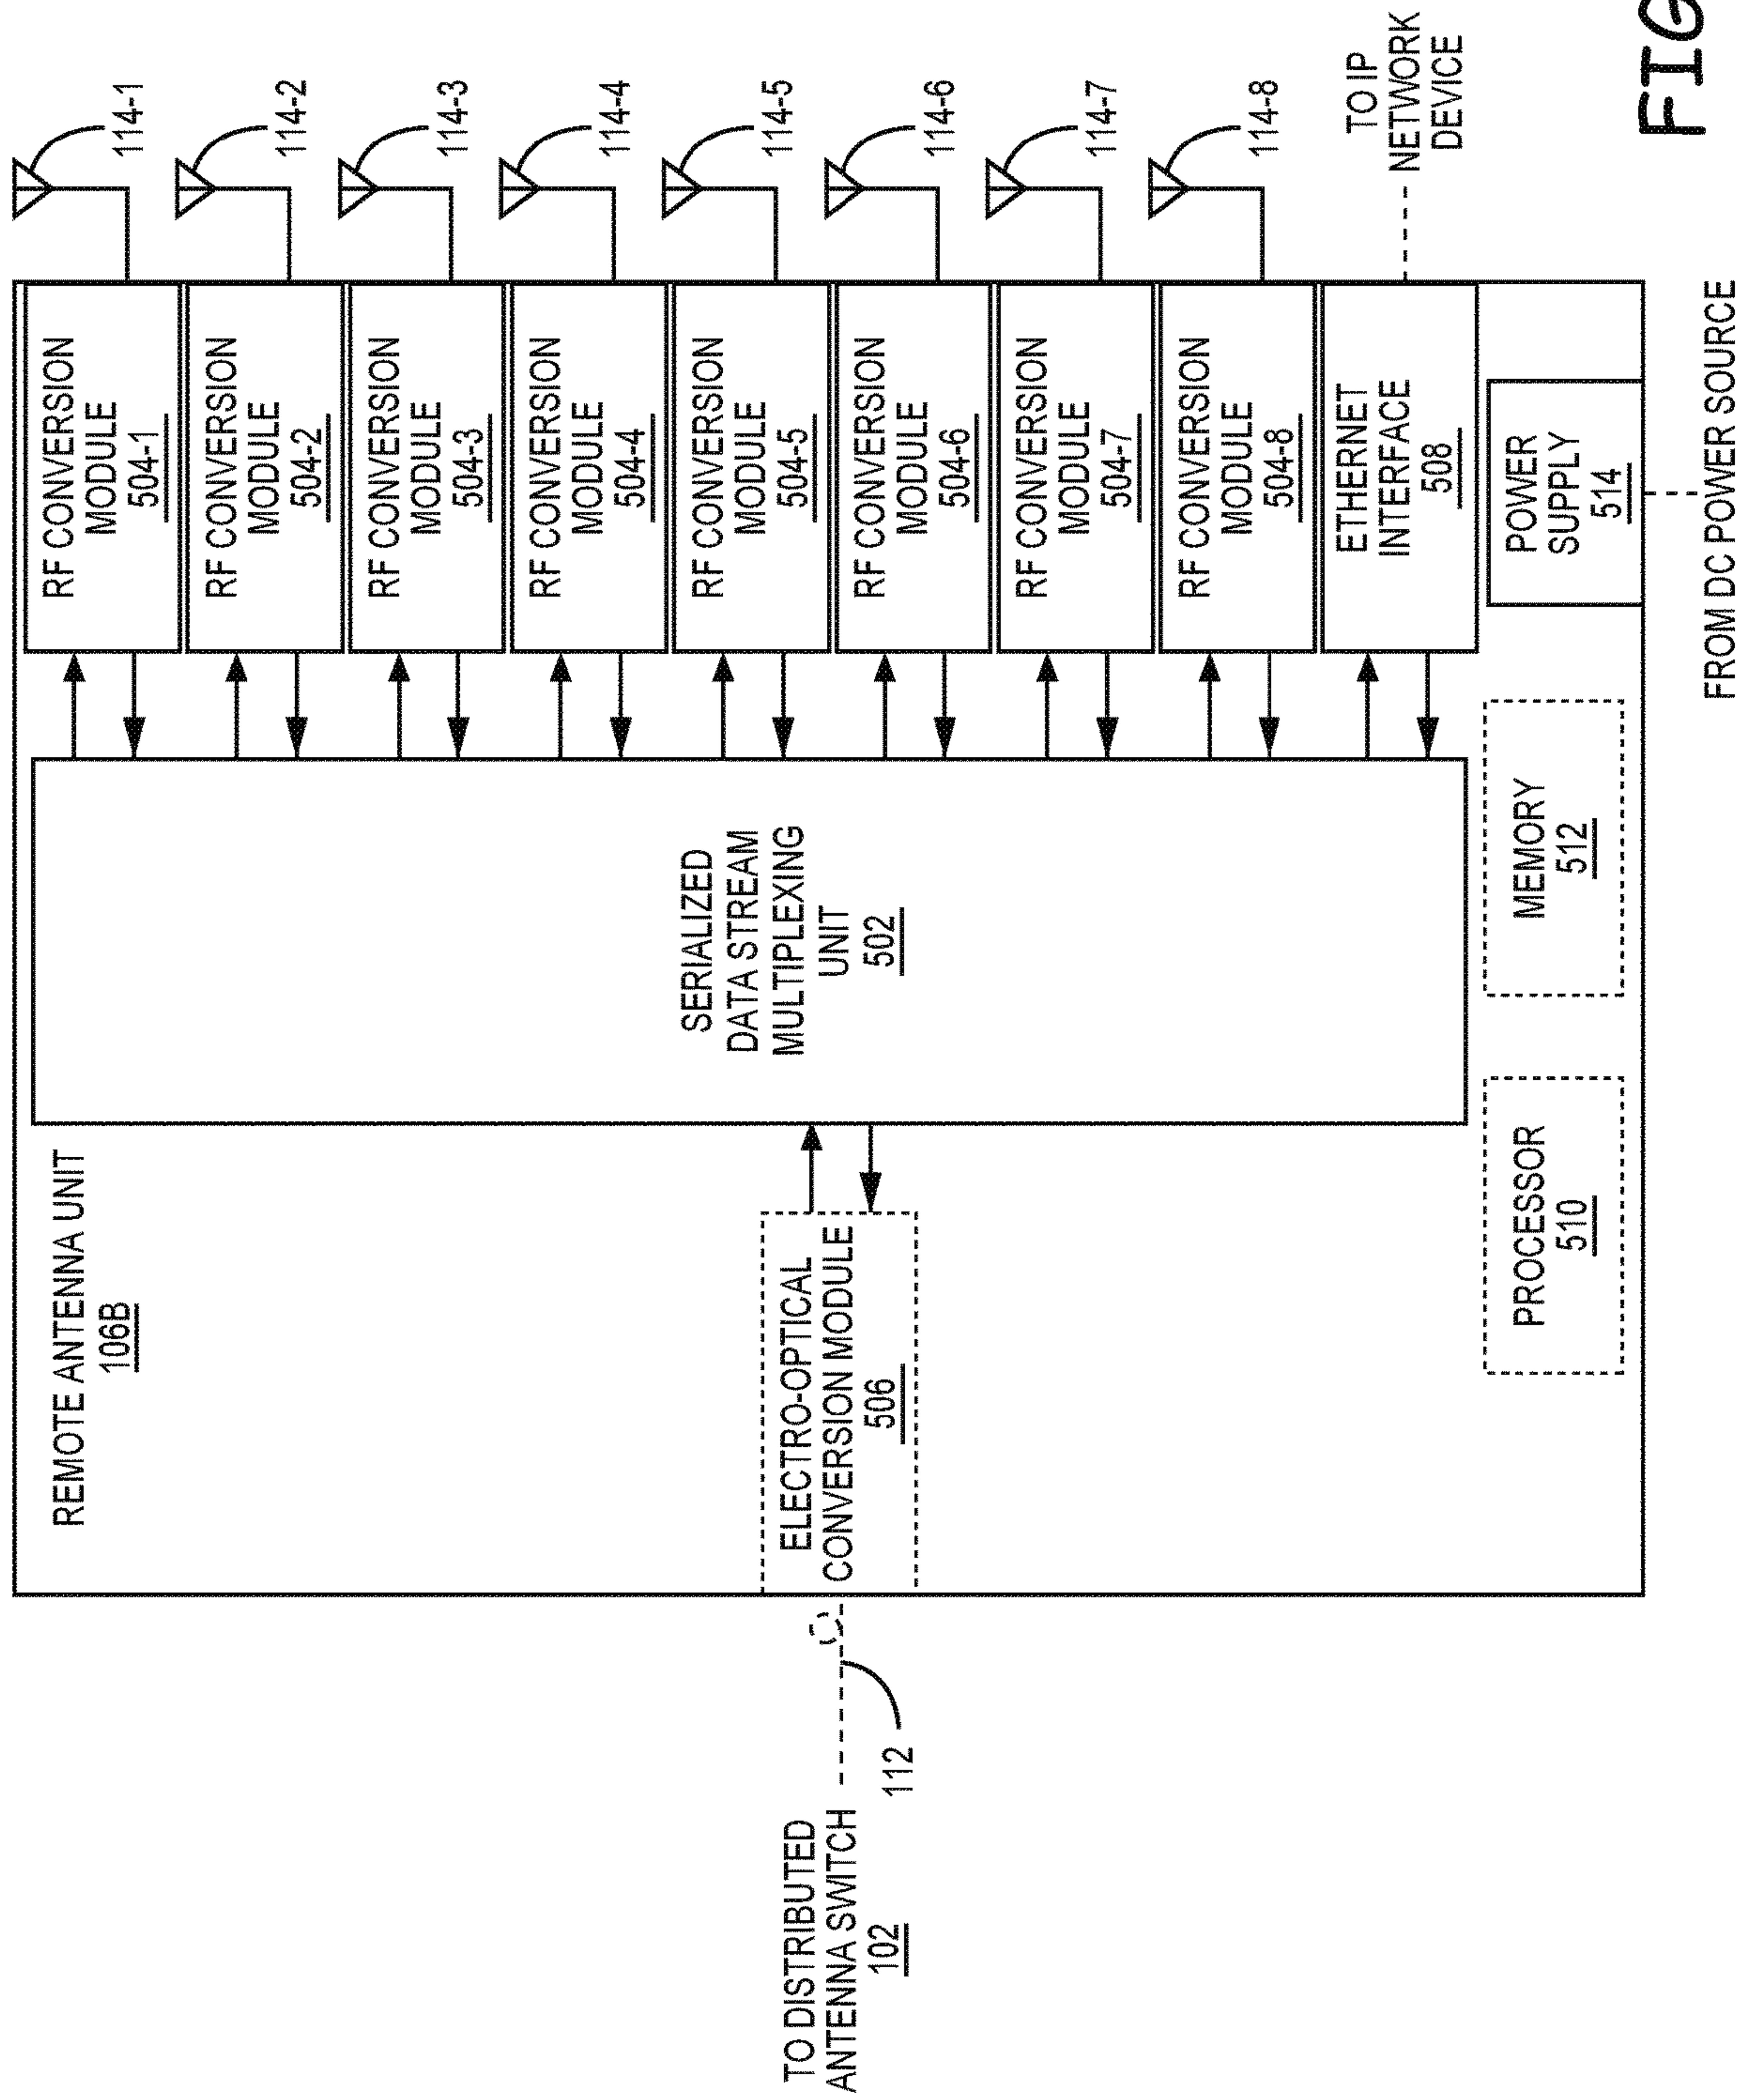 REMOTE ANTENNA UNIT
106B
TO DISTRIBUTED
ANTENNA SWITCH
102
112
ELECTRO-OPTICAL
CONVERSION MODULE
506
SERIALIZED
DATA STREAM
MULTIPLEXING
UNIT
502
RF CONVERSION
MODULE
504-1
RF CONVERSION
MODULE
504-2
RF CONVERSION
MODULE
504-3
RF CONVERSION
MODULE
504-4
RF CONVERSION
MODULE
504-5
RF CONVERSION
MODULE
504-6
RF CONVERSION
MODULE
504-7
RF CONVERSION
MODULE
504-8
ETHERNET
INTERFACE
508
114-1
114-2
114-3
114-4
114-5
114-6
114-7
114-8
TO IP
NETWORK
DEVICE
PROCESSOR
510
MEMORY
512
POWER
SUPPLY
514
FROM DC POWER SOURCE
FIG